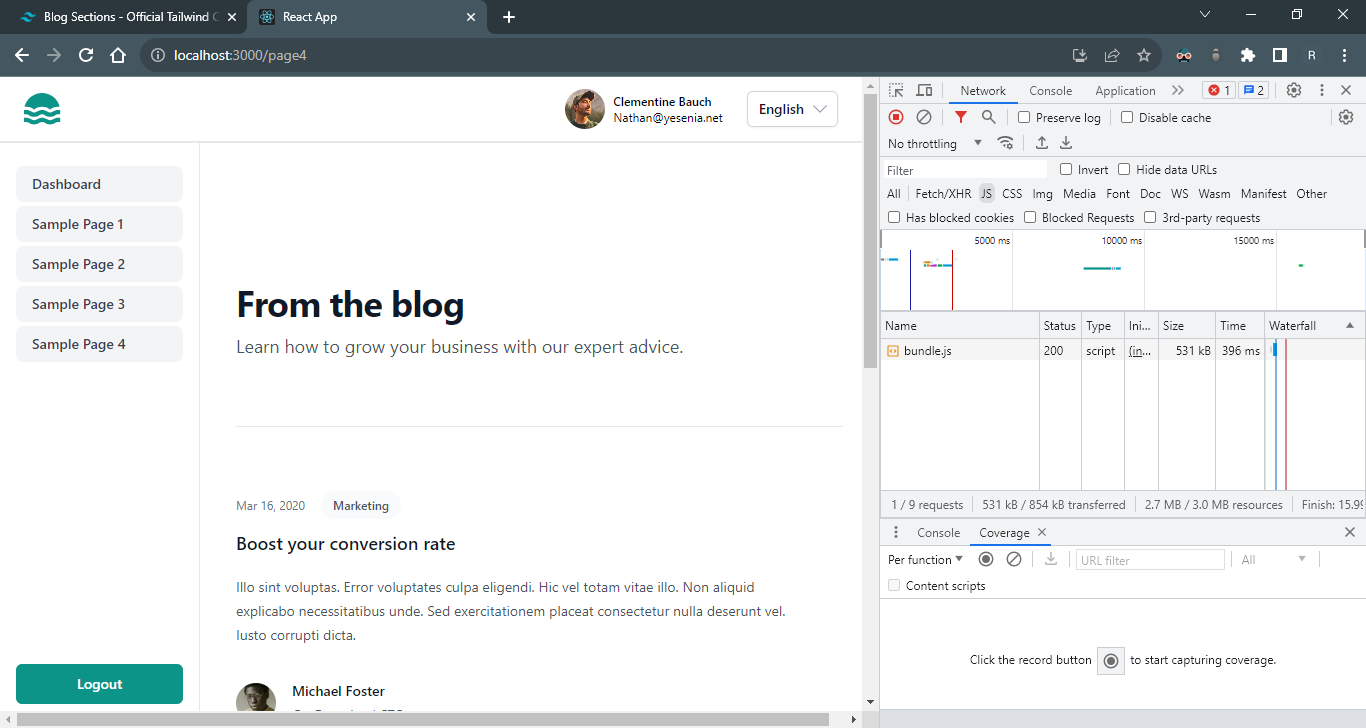 Blog Sections - Official Tailwind C
React App
localhost:3000/page4
R
Clementine Bauch
Nathan@yesenia.net
English
Dashboard
Sample Page 1
Sample Page 2
Sample Page 3
Sample Page 4
Logout
From the blog
Learn how to grow your business with our expert advice.
Mar 16, 2020 Marketing
Boost your conversion rate
Illo sint voluptas. Error voluptates culpa eligendi. Hic vel totam vitae illo. Non aliquid
explicabo necessitatibus unde. Sed exercitationem placeat consectetur nulla deserunt vel.
Iusto corrupti dicta.
Michael Foster
Network Console Application 1 2
Preserve log Disable cache
No throttling
Filter Invert Hide data URLs
All Fetch/XHR JS CSS Img Media Font Doc WS Wasm Manifest Other
Has blocked cookies Blocked Requests 3rd-party requests
5000 ms 10000 ms 15000 ms
Name Status Type Ini... Size Time Waterfall
bundle.js 200 script (in... 531 kB 396 ms
1 / 9 requests 531 kB / 854 kB transferred 2.7 MB / 3.0 MB resources Finish: 15.99
Console Coverage
Per function URL filter All
Content scripts
Click the record button to start capturing coverage.